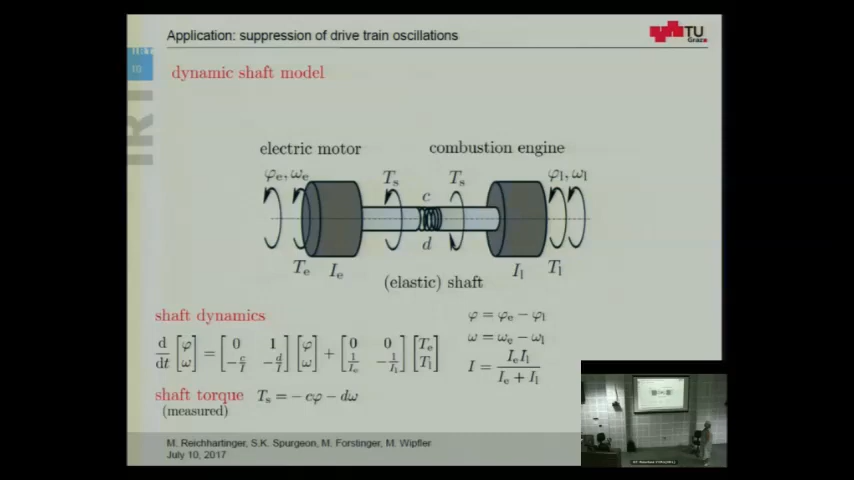 Application: suppression of drive train oscillations
TU
Graz
IRT
10
IRT
dynamic shaft model
electric motor
combustion engine
φe, ωe
Ts
Ts
φl, ωl
c
d
Te
Ie
Il
Tl
(elastic) shaft
shaft dynamics
d/dt [φ ω] = [0 1 -c/I -d/I] [φ ω] + [0 0 1/Ie -1/Il] [Te Tl]
φ = φe − φl
ω = ωe − ωl
I = IeIl / Ie + Il
shaft torque Ts = − cφ − dω
(measured)
M. Reichhartinger, S.K. Spurgeon, M. Forstinger, M. Wipfler
July 10, 2017